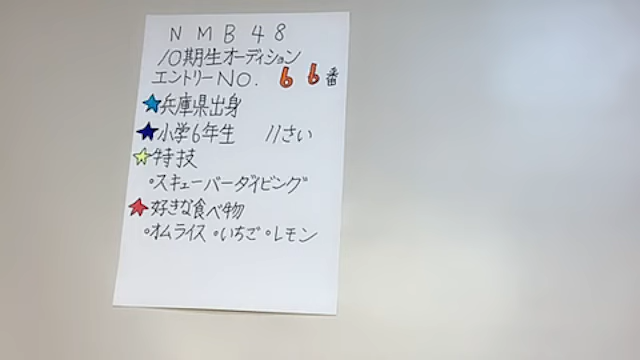 NMB48
10期生オーディション
エントリーNO. 66番
★兵庫県出身
★小学6年生 11さい
★特技
・スキューバーダイビング
★好きな食べ物
・オムライス ・いちご ・レモン